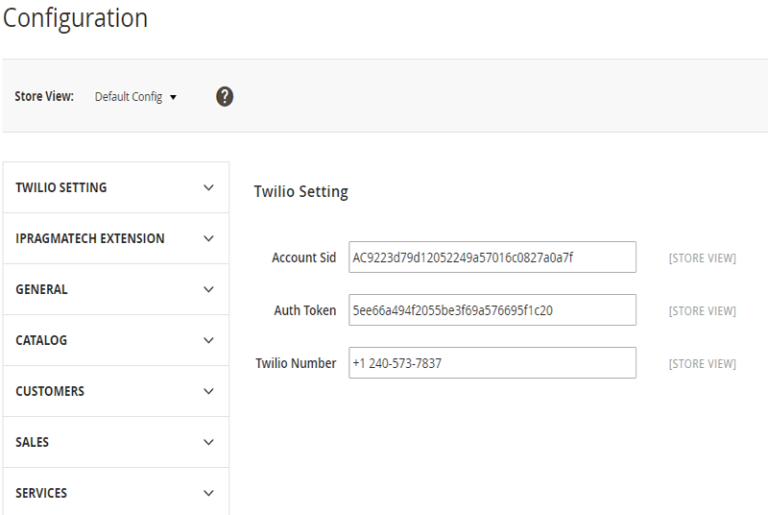 Configuration
Store View: Default Config
TWILIO SETTING
IPRAGMATECH EXTENSION
GENERAL
CATALOG
CUSTOMERS
SALES
SERVICES
Twilio Setting
Account Sid AC9223d79d12052249a57016c0827a0a7f [STORE VIEW]
Auth Token 5ee66a494f2055be3f69a576695f1c20 [STORE VIEW]
Twilio Number +1 240-573-7837 [STORE VIEW]